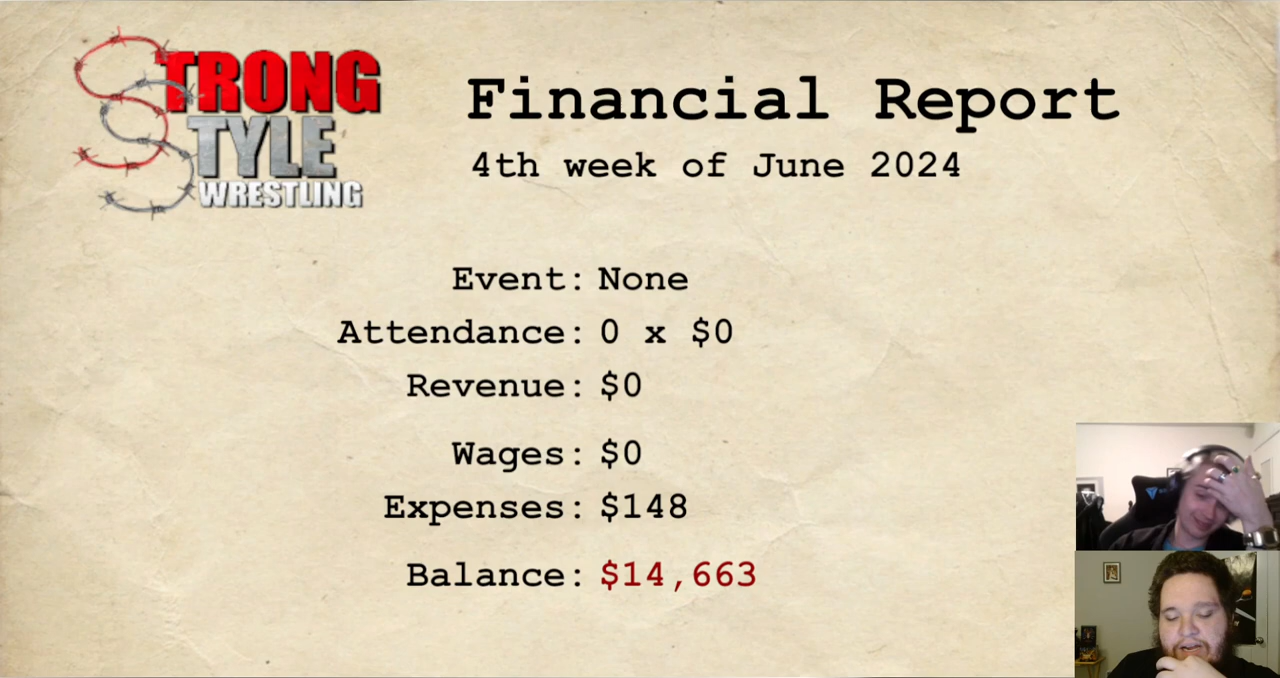 STRONG
STYLE
WRESTLING
Financial Report
4th week of June 2024
Event: None
Attendance: 0 x $0
Revenue: $0
Wages: $0
Expenses: $148
Balance: $14,663